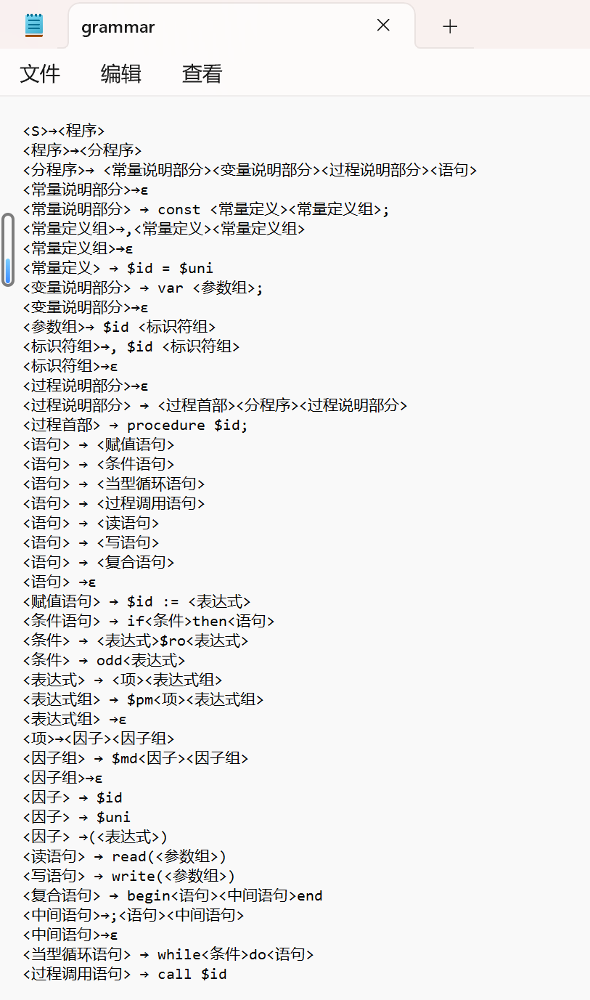 grammar
文件 编辑 查看
<S>→<程序>
<程序>→<分程序>
<分程序>→ <常量说明部分><变量说明部分><过程说明部分><语句>
<常量说明部分>→ε
<常量说明部分> → const <常量定义><常量定义组>;
<常量定义组>→,<常量定义><常量定义组>
<常量定义组>→ε
<常量定义> → $id = $uni
<变量说明部分> → var <参数组>;
<变量说明部分>→ε
<参数组>→ $id <标识符组>
<标识符组>→, $id <标识符组>
<标识符组>→ε
<过程说明部分>→ε
<过程说明部分> → <过程首部><分程序><过程说明部分>
<过程首部> → procedure $id;
<语句> → <赋值语句>
<语句> → <条件语句>
<语句> → <当型循环语句>
<语句> → <过程调用语句>
<语句> → <读语句>
<语句> → <写语句>
<语句> → <复合语句>
<语句> →ε
<赋值语句> → $id := <表达式>
<条件语句> → if<条件>then<语句>
<条件> → <表达式>$ro<表达式>
<条件> → odd<表达式>
<表达式> → <项><表达式组>
<表达式组> → $pm<项><表达式组>
<表达式组> →ε
<项>→<因子><因子组>
<因子组> → $md<因子><因子组>
<因子组>→ε
<因子> → $id
<因子> → $uni
<因子> →(<表达式>)
<读语句> → read(<参数组>)
<写语句> → write(<参数组>)
<复合语句> → begin<语句><中间语句>end
<中间语句>→;<语句><中间语句>
<中间语句>→ε
<当型循环语句> → while<条件>do<语句>
<过程调用语句> → call $id